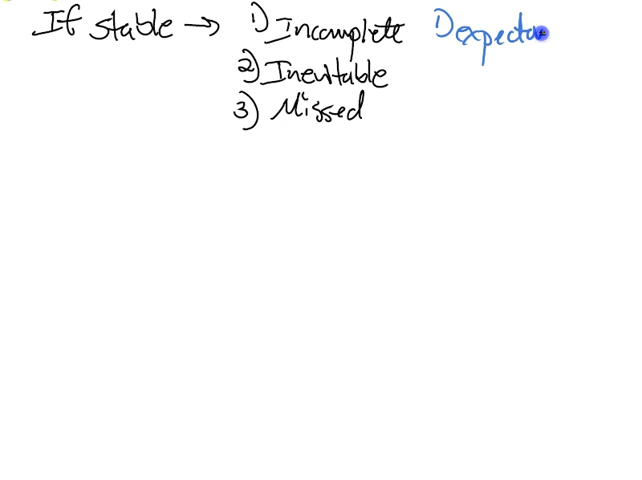 If stable → 1) Incomplete 1) expecta
2) Inevitable
3) Missed